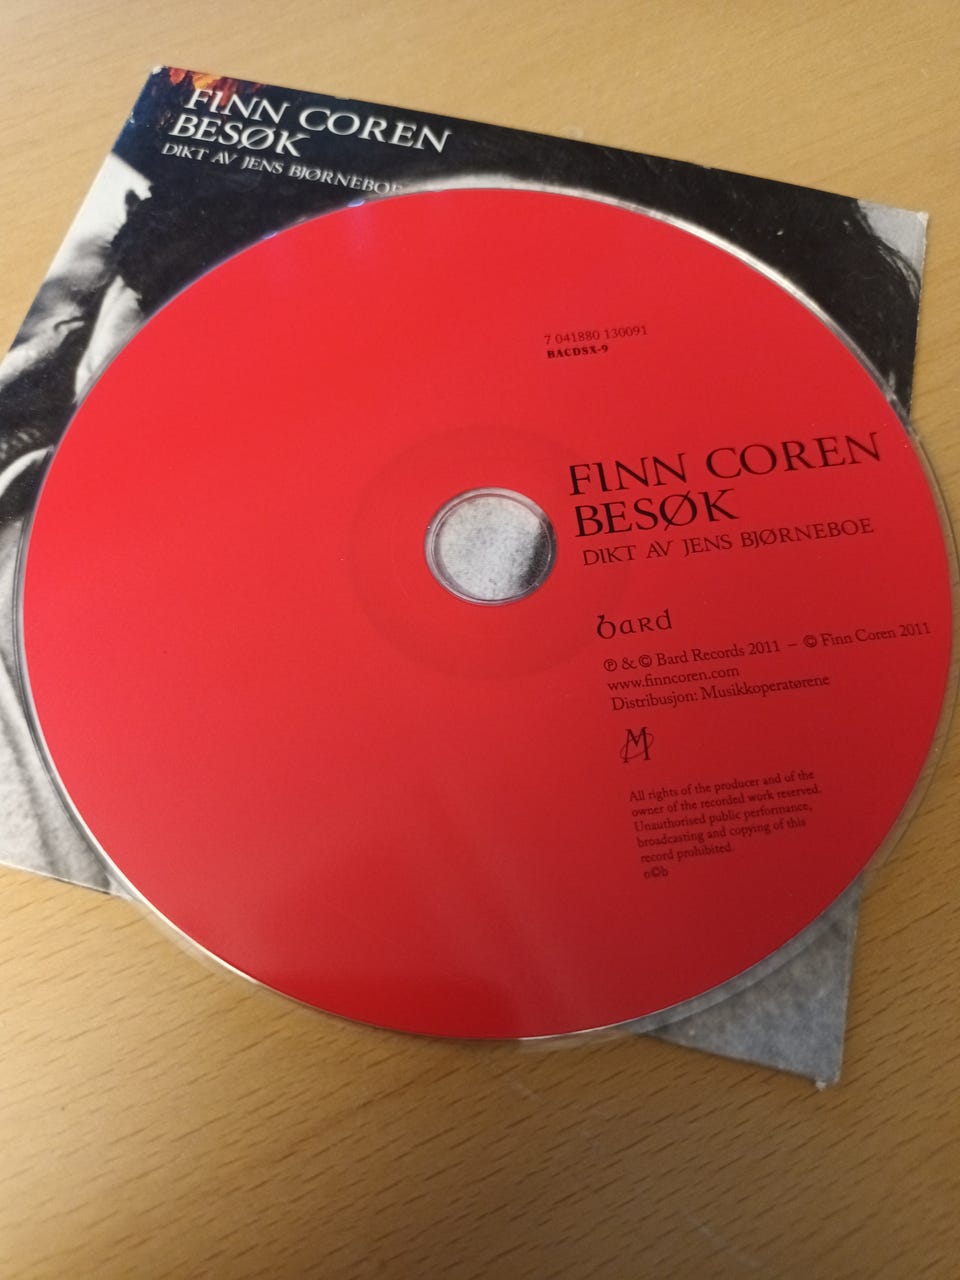 FINN COREN
BESØK
DIKT AV JENS BJØRNEBOE
7 041880 130091
BACDSX-9
FINN COREN
BESØK
DIKT AV JENS BJØRNEBOE
bard
℗ & © Bard Records 2011 – © Finn Coren 2011
www.finncoren.com
Distribusjon: Musikkoperatørene
M
All rights of the producer and of the
owner of the recorded work reserved.
Unauthorised public performance,
broadcasting and copying of this
record prohibited.
n©b